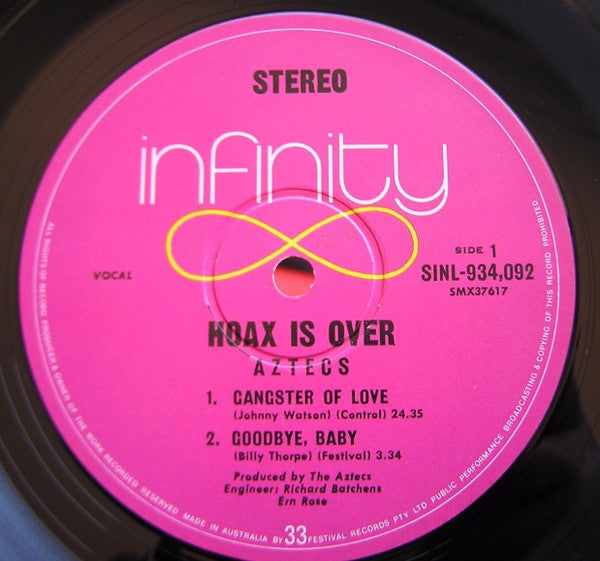 STEREO
infinity
VOCAL
SIDE 1
SINL-934,092
SMX37617
HOAX IS OVER
AZTECS
1. GANGSTER OF LOVE
(Johnny Watson) (Control) 24.35
2. GOODBYE, BABY
(Billy Thorpe) (Festival) 3.34
Produced by The Aztecs
Engineer: Richard Batchens
Ern Rose
33
ALL RIGHTS OF RECORD PRODUCER & OWNER OF THE WORK RECORDED RESERVED MADE IN AUSTRALIA BY FESTIVAL RECORDS PTY LTD PUBLIC PERFORMANCE BROADCASTING & COPYING OF THIS RECORD PROHIBITED